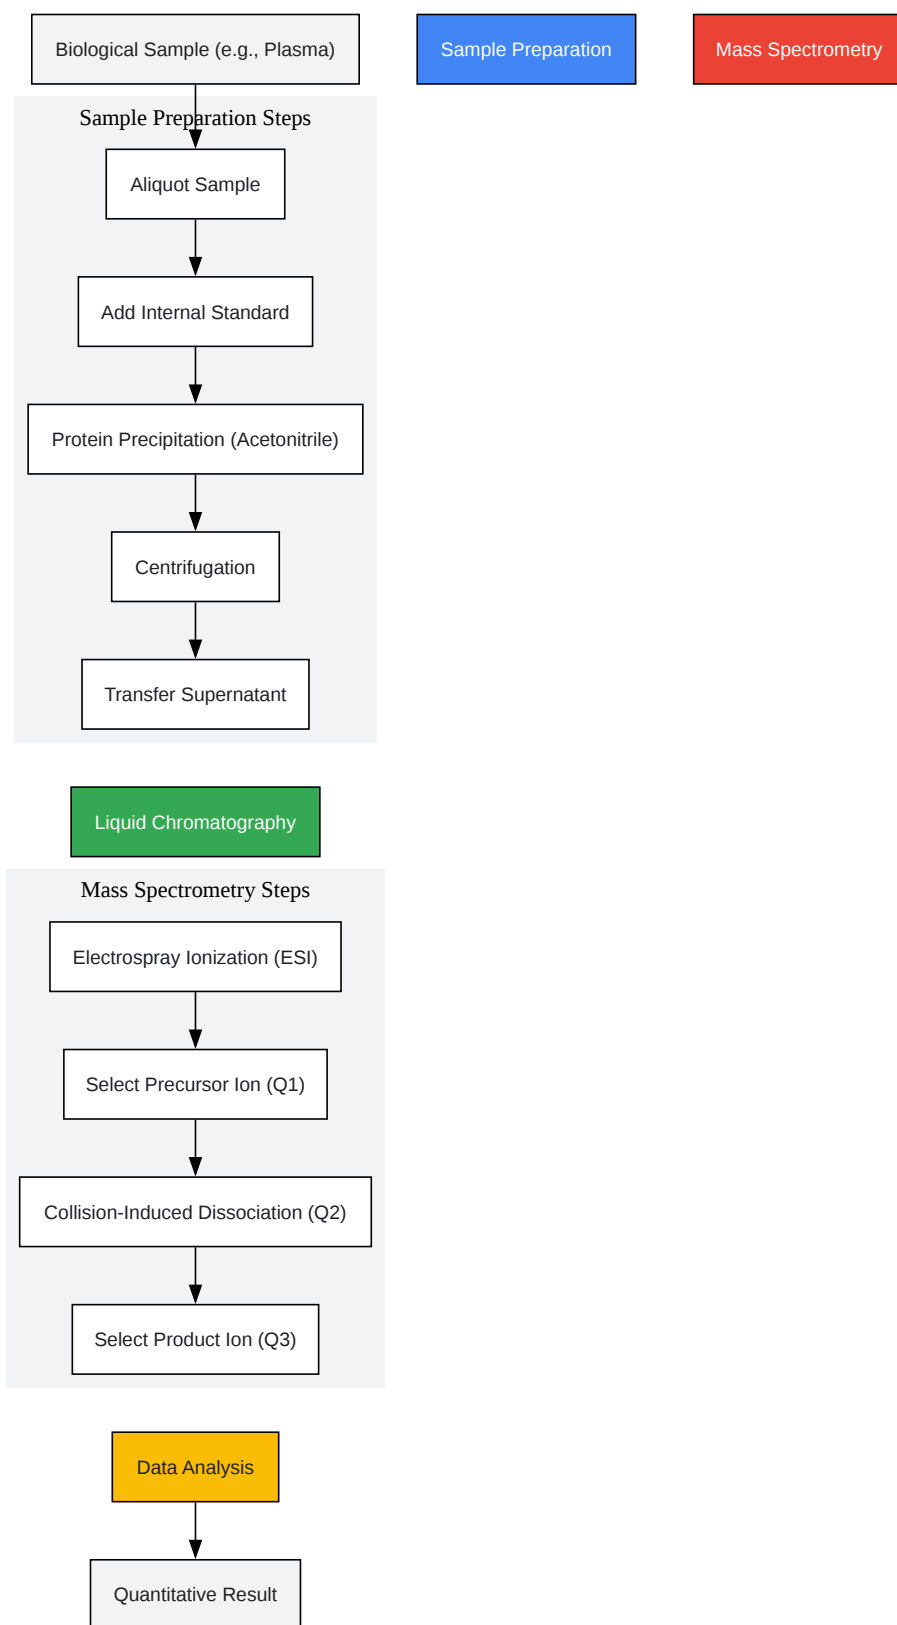 Biological Sample (e.g., Plasma)
Sample Preparation
Mass Spectrometry
Sample Preparation Steps
Aliquot Sample
Add Internal Standard
Protein Precipitation (Acetonitrile)
Centrifugation
Transfer Supernatant
Liquid Chromatography
Mass Spectrometry Steps
Electrospray Ionization (ESI)
Select Precursor Ion (Q1)
Collision-Induced Dissociation (Q2)
Select Product Ion (Q3)
Data Analysis
Quantitative Result